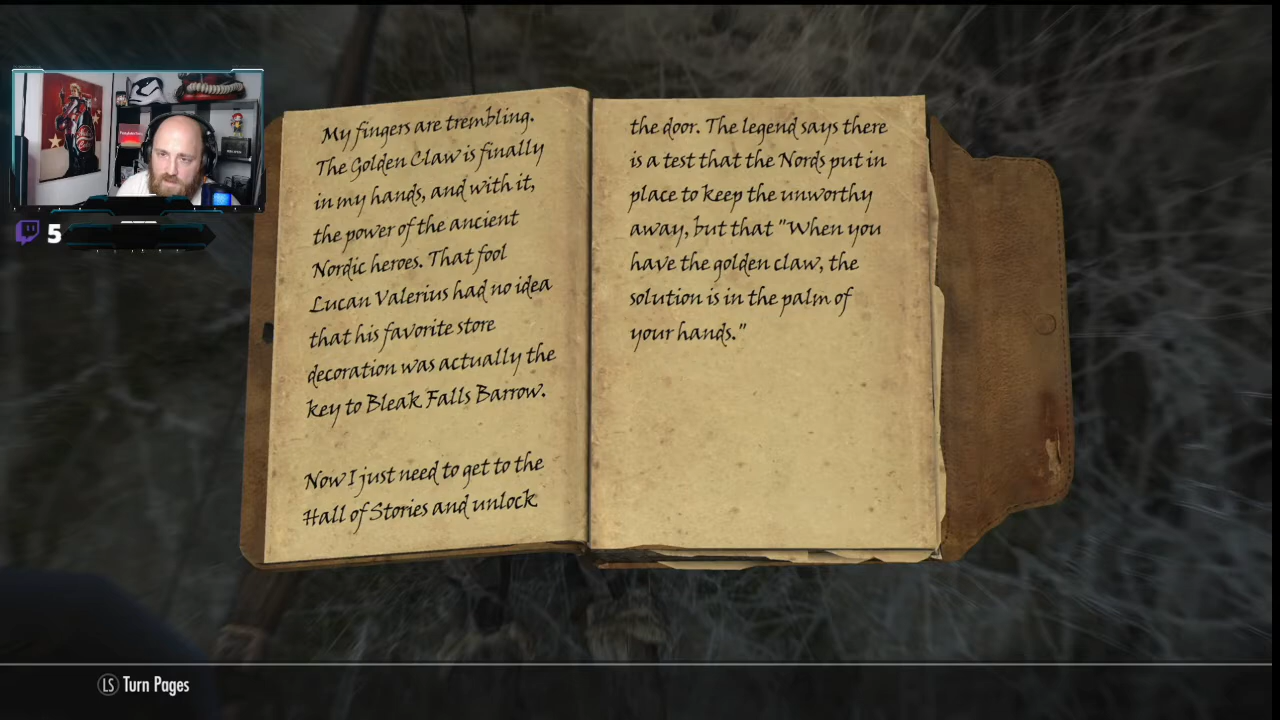 5
My fingers are trembling.
The Golden Claw is finally
in my hands, and with it,
the power of the ancient
Nordic heroes. That fool
Lucan Valerius had no idea
that his favorite store
decoration was actually the
key to Bleak Falls Barrow.
Now I just need to get to the
Hall of Stories and unlock
the door. The legend says there
is a test that the Nords put in
place to keep the unworthy
away, but that "When you
have the golden claw, the
solution is in the palm of
your hands."
LS Turn Pages